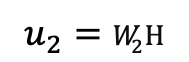 u₂ = W₂H